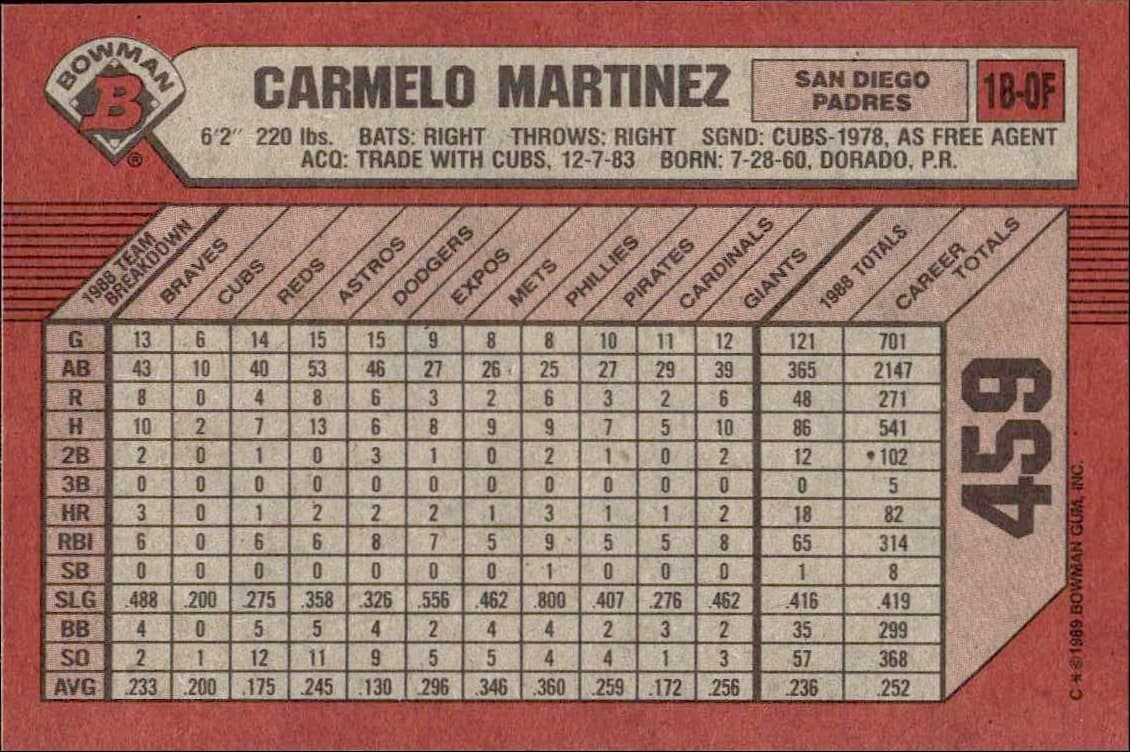 BOWMAN
B
®
CARMELO MARTINEZ
SAN DIEGO
PADRES
1B-OF
6'2" 220 lbs. BATS: RIGHT THROWS: RIGHT SGND: CUBS-1978, AS FREE AGENT
ACQ: TRADE WITH CUBS, 12-7-83 BORN: 7-28-60, DORADO, P.R.
1988 TEAM BREAKDOWN BRAVES CUBS REDS ASTROS DODGERS EXPOS METS PHILLIES PIRATES CARDINALS GIANTS 1988 TOTALS CAREER TOTALS
G 13 6 14 15 15 9 8 8 10 11 12 121 701
AB 43 10 40 53 46 27 26 25 27 29 39 365 2147
R 8 0 4 8 6 3 2 6 3 2 6 48 271
H 10 2 7 13 6 8 9 9 7 5 10 86 541
2B 2 0 1 0 3 1 0 2 1 0 2 12 102
3B 0 0 0 0 0 0 0 0 0 0 0 0 5
HR 3 0 1 2 2 2 1 3 1 1 2 18 82
RBI 6 0 6 6 8 7 5 9 5 5 8 65 314
SB 0 0 0 0 0 0 0 1 0 0 0 1 8
SLG .488 .200 .275 .358 .326 .556 .462 .800 .407 .276 .462 .416 .419
BB 4 0 5 5 4 2 4 4 2 3 2 35 299
SO 2 1 12 11 9 5 5 4 4 1 3 57 368
AVG .233 .200 .175 .245 .130 .296 .346 .360 .259 .172 .256 .236 .252
459
C**©1989 BOWMAN GUM, INC.